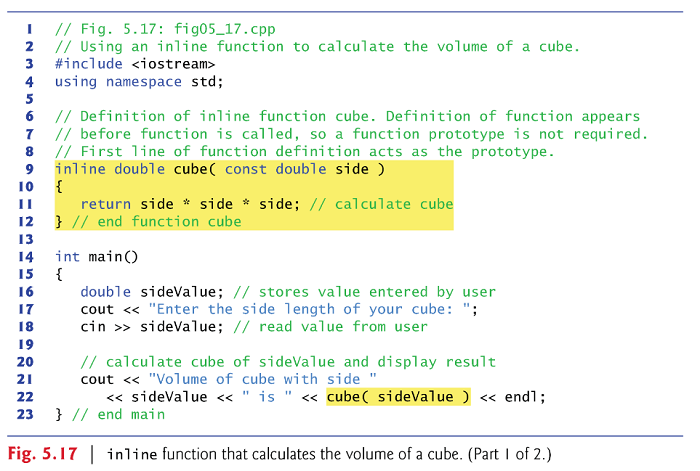 1 // Fig. 5.17: fig05_17.cpp
2 // Using an inline function to calculate the volume of a cube.
3 #include <iostream>
4 using namespace std;
5
6 // Definition of inline function cube. Definition of function appears
7 // before function is called, so a function prototype is not required.
8 // First line of function definition acts as the prototype.
9 inline double cube( const double side )
10 {
11    return side * side * side; // calculate cube
12 } // end function cube
13
14 int main()
15 {
16    double sideValue; // stores value entered by user
17    cout << "Enter the side length of your cube: ";
18    cin >> sideValue; // read value from user
19
20    // calculate cube of sideValue and display result
21    cout << "Volume of cube with side "
22       << sideValue << " is " << cube( sideValue ) << endl;
23 } // end main
Fig. 5.17 | inline function that calculates the volume of a cube. (Part 1 of 2.)